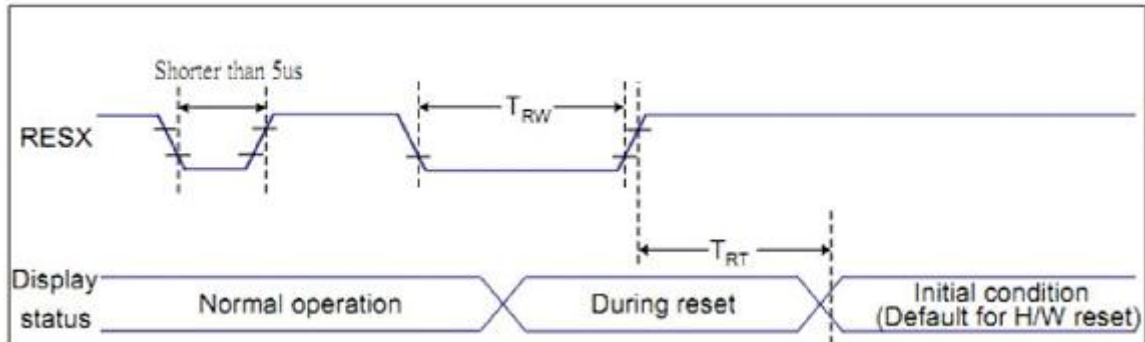 Shorter than 5us
RESX
TRW
TRT
Display
status
Normal operation
During reset
Initial condition
(Default for H/W reset)